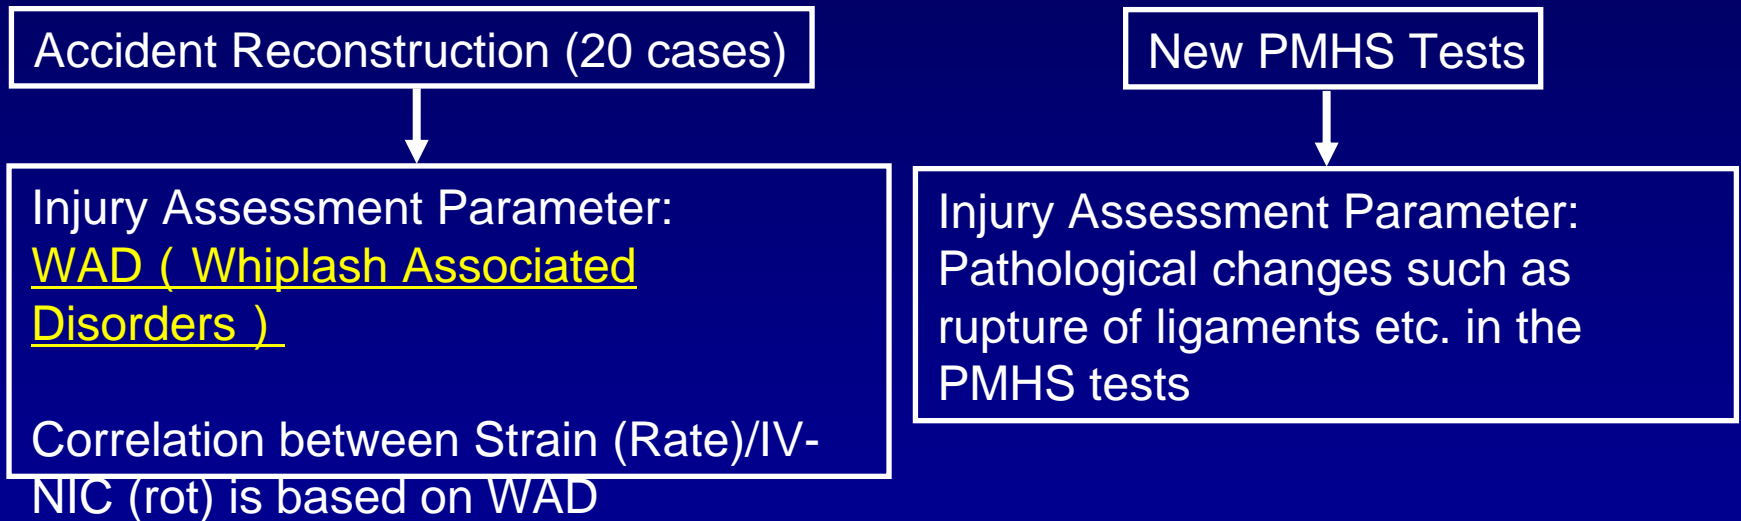 Accident Reconstruction (20 cases)
New PMHS Tests
Injury Assessment Parameter:
WAD ( Whiplash Associated
Disorders )
Correlation between Strain (Rate)/IV-
NIC (rot) is based on WAD
Injury Assessment Parameter:
Pathological changes such as
rupture of ligaments etc. in the
PMHS tests